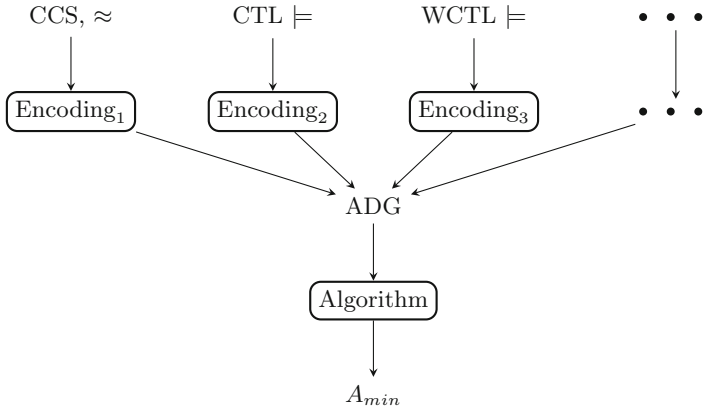 CCS, ≈ CTL ⊨ WCTL ⊨ • • •
Encoding₁ Encoding₂ Encoding₃ • • •
ADG
Algorithm
A_min